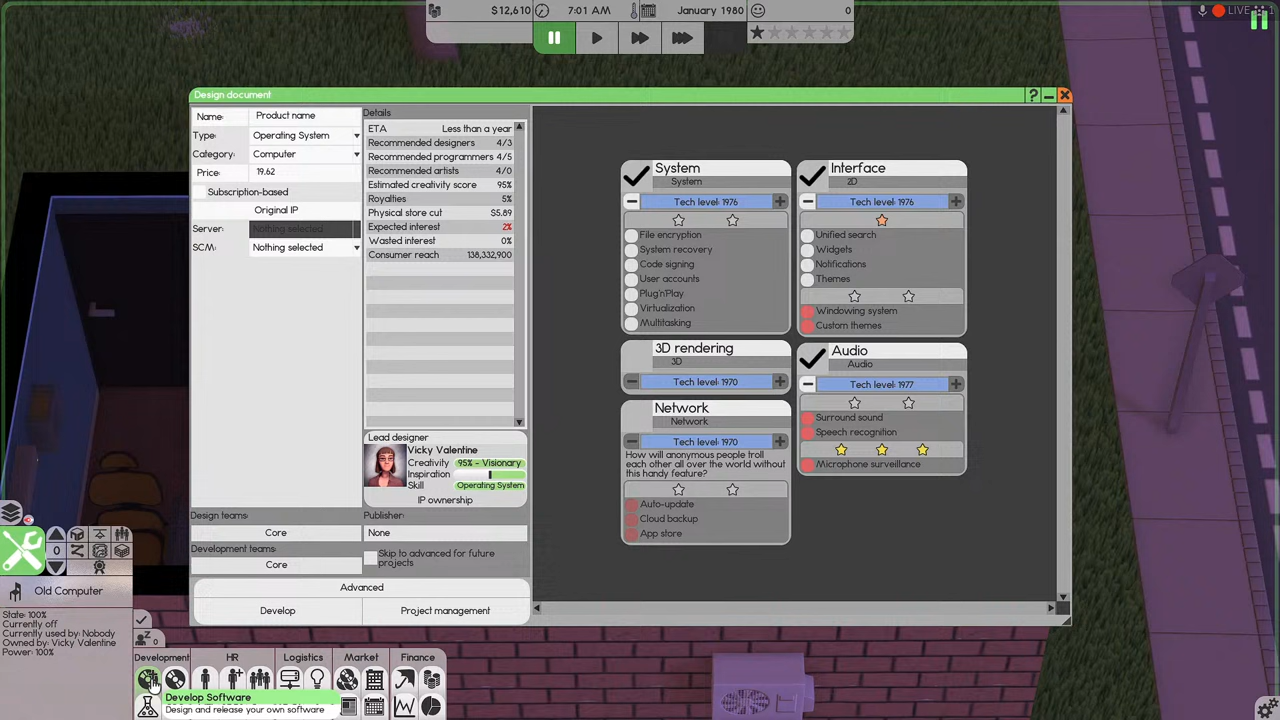 $12,610
7:01 AM
January 1980
0
LIVE
1
Design document
?
Name:
Product name
Type:
Operating System
Category:
Computer
Price:
19.62
Subscription-based
Original IP
Server:
Nothing selected
SCM:
Nothing selected
Design teams:
Core
Development teams:
Core
Details
ETA Less than a year
Recommended designers 4/3
Recommended programmers 4/5
Recommended artists 4/0
Estimated creativity score 95%
Royalties 5%
Physical store cut $5.89
Expected interest 2%
Wasted interest 0%
Consumer reach 138,332,900
Lead designer
Vicky Valentine
Creativity 95% - Visionary
Inspiration
Skill Operating System
IP ownership
Publisher:
None
Skip to advanced for future
projects
Advanced
Develop
Project management
System
System
Tech level: 1976
File encryption
System recovery
Code signing
User accounts
Plug'n'Play
Virtualization
Multitasking
3D rendering
3D
Tech level: 1970
Network
Network
Tech level: 1970
How will anonymous people troll
each other all over the world without
this handy feature?
Auto-update
Cloud backup
App store
Interface
2D
Tech level: 1976
Unified search
Widgets
Notifications
Themes
Windowing system
Custom themes
Audio
Audio
Tech level: 1977
Surround sound
Speech recognition
Microphone surveillance
0
Old Computer
State: 100%
Currently off
Currently used by: Nobody
Owned by: Vicky Valentine
Power: 100%
0
Development
HR
Logistics
Market
Finance
Develop Software
Design and release your own software